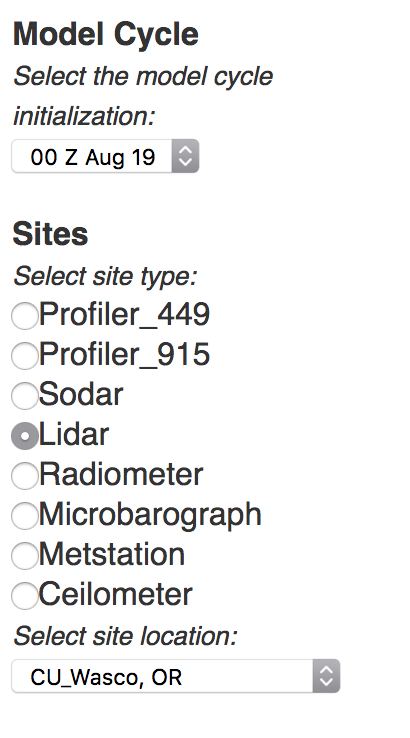 Model Cycle
Select the model cycle
initialization:
00 Z Aug 19
Sites
Select site type:
Profiler_449
Profiler_915
Sodar
Lidar
Radiometer
Microbarograph
Metstation
Ceilometer
Select site location:
CU_Wasco, OR